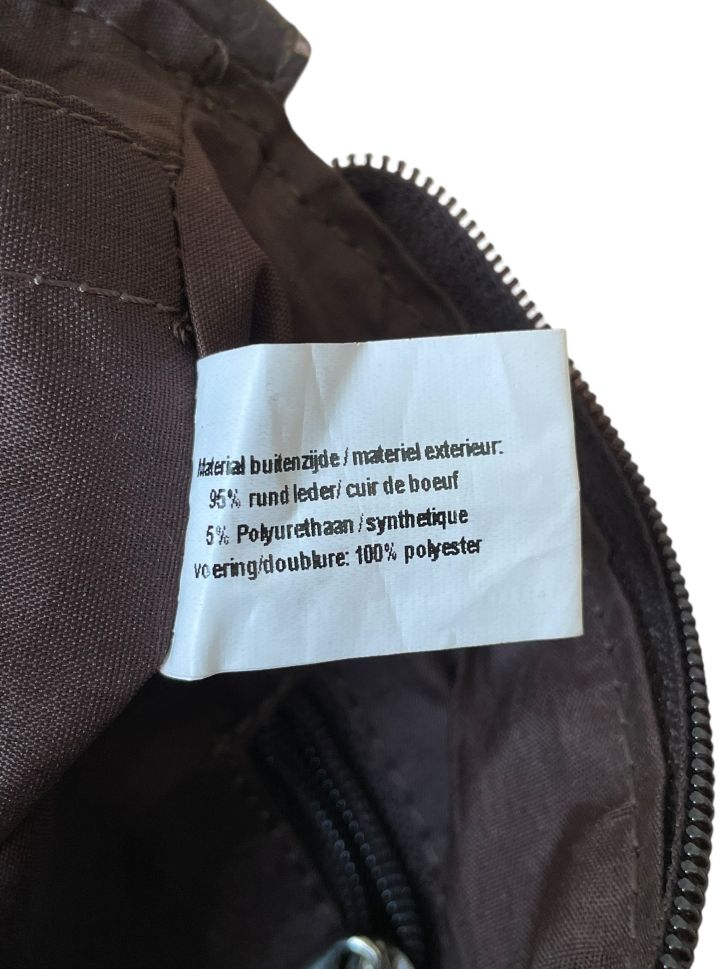 Material buitenzijde / materiel exterieur:
95% rund leder/ cuir de boeuf
5% Polyurethaan / synthetique
voering/doublure: 100% polyester